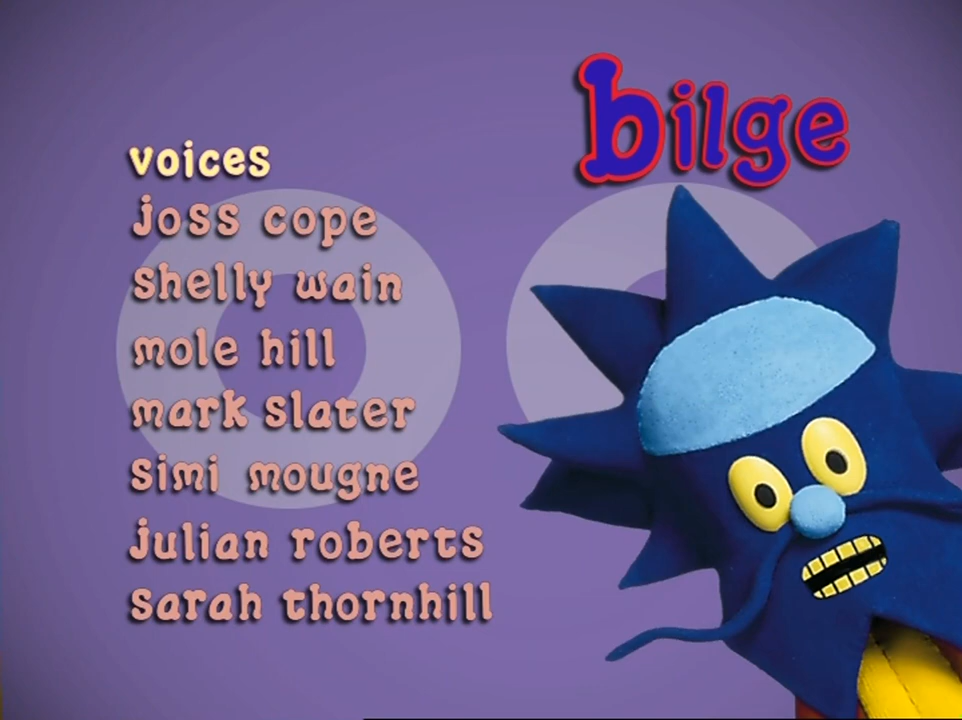 bilge
voices
joss cope
shelly wain
mole hill
mark slater
simi mougne
julian roberts
sarah thornhill